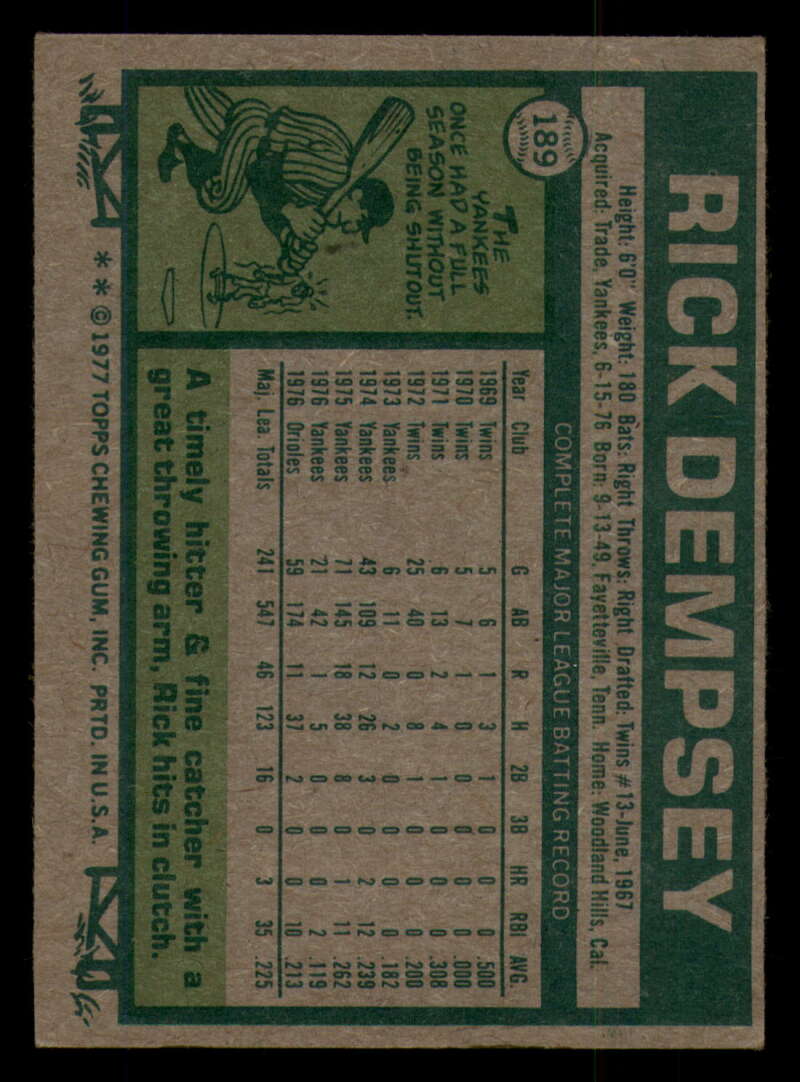 189
RICK DEMPSEY
Height: 6'0" Weight: 180 Bats: Right Throws: Right Drafted: Twins #13-June, 1967
Acquired: Trade, Yankees, 6-15-76 Born: 9-13-49, Fayetteville, Tenn. Home: Woodland Hills, Cal.
COMPLETE MAJOR LEAGUE BATTING RECORD
THE
YANKEES
ONCE HAD A FULL
SEASON WITHOUT
BEING SHUTOUT.
Year Club G AB R H 2B 3B HR RBI AVG.
1969 Twins 5 6 1 3 1 0 0 0 .500
1970 Twins 5 7 1 0 0 0 0 0 .000
1971 Twins 6 13 2 4 1 0 0 0 .308
1972 Twins 25 40 0 8 1 0 0 0 .200
1973 Yankees 6 11 0 2 0 0 0 0 .182
1974 Yankees 43 109 12 26 3 0 2 12 .239
1975 Yankees 71 145 18 38 8 0 1 11 .262
1976 Yankees 21 42 1 5 0 0 0 2 .119
1976 Orioles 59 174 11 37 2 0 0 10 .213
Maj. Lea. Totals 241 547 46 123 16 0 3 35 .225
A timely hitter & fine catcher with a
great throwing arm, Rick hits in clutch.
** © 1977 TOPPS CHEWING GUM, INC. PRTD. IN U.S.A.